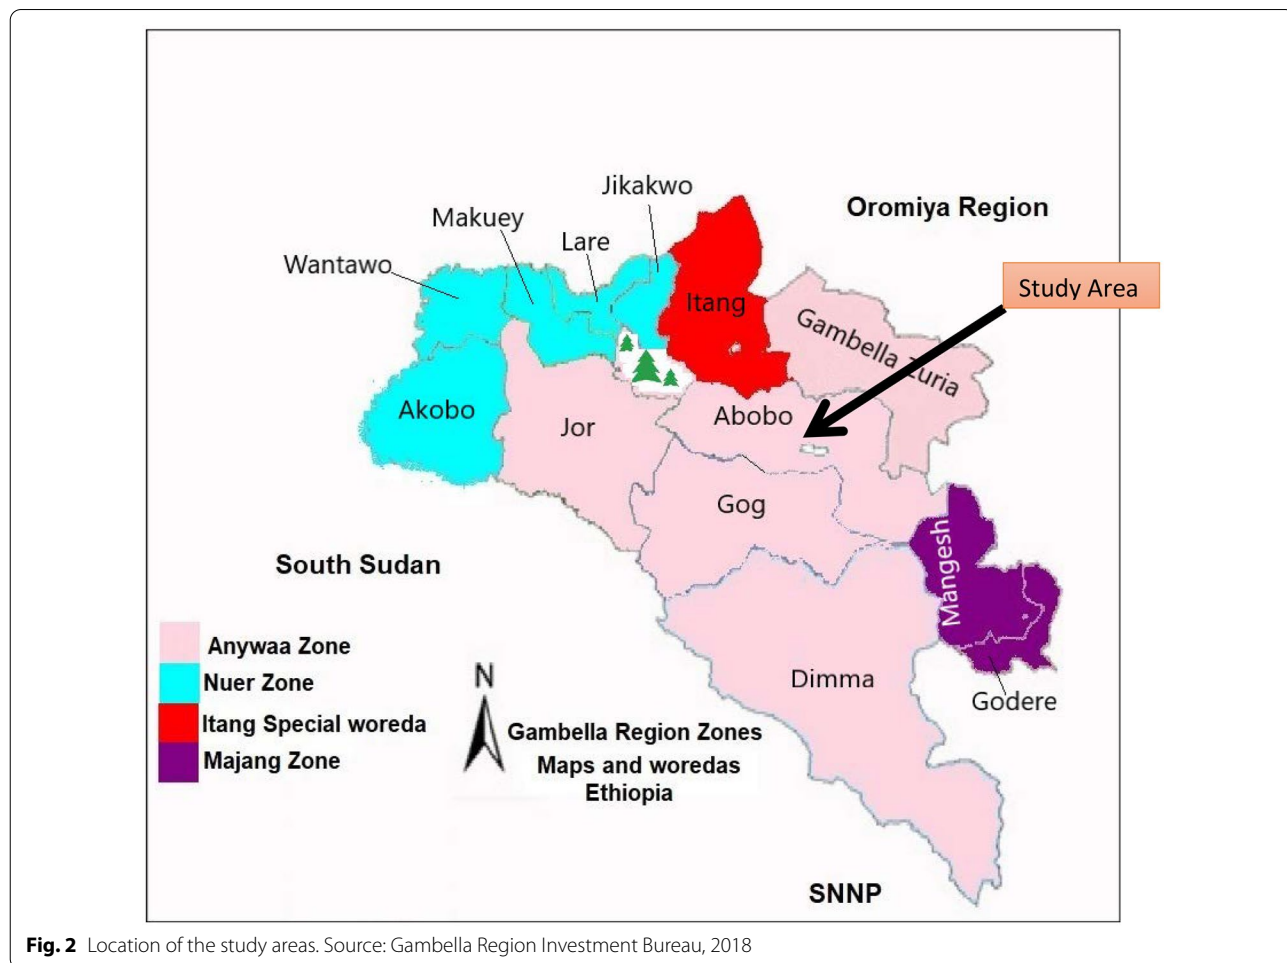 Jikakwo
Oromiya Region
Makuey
Lare
Wantawo
Study Area
Itang
Gambella Zuria
Akobo
Jor
Abobo
Gog
South Sudan
Mangesh
Anywaa Zone
Nuer Zone
Itang Special woreda
Majang Zone
N
Gambella Region Zones
Maps and woredas
Ethiopia
Dimma
Godere
SNNP
Fig. 2 Location of the study areas. Source: Gambella Region Investment Bureau, 2018